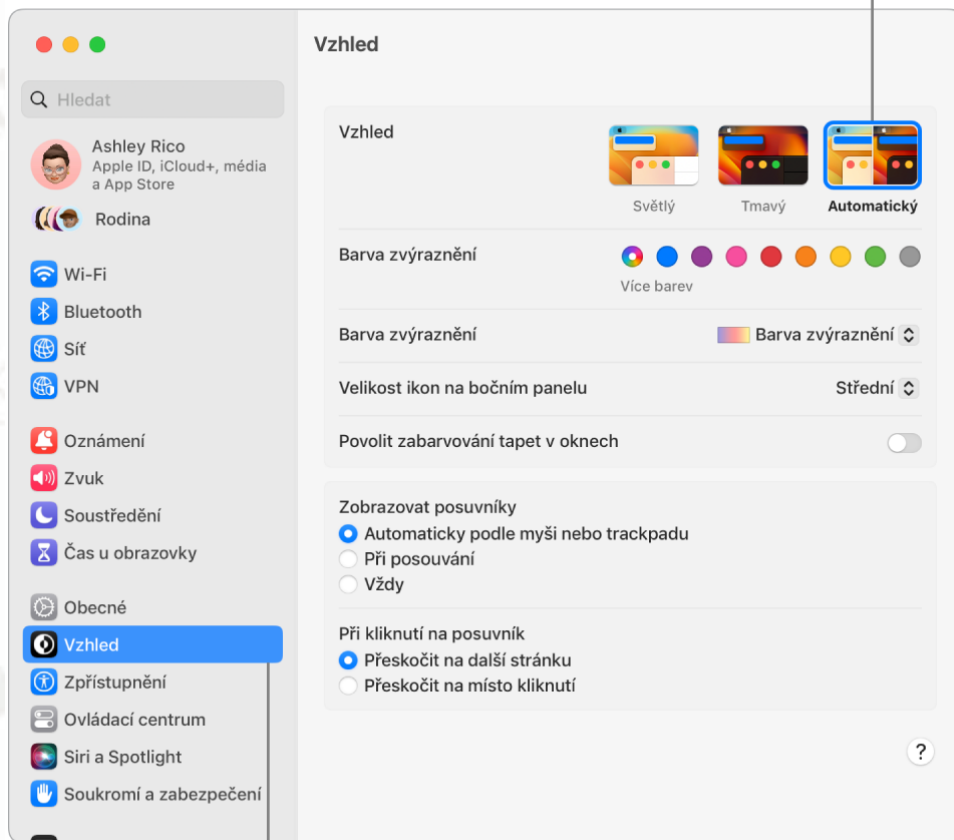 Vzhled
Hledat
Ashley Rico
Apple ID, iCloud+, média
a App Store
Rodina
Wi-Fi
Bluetooth
Síť
VPN
Oznámení
Zvuk
Soustředění
Čas u obrazovky
Obecné
Vzhled
Zpřístupnění
Ovládací centrum
Siri a Spotlight
Soukromí a zabezpečení
Vzhled
Světlý
Tmavý
Automatický
Barva zvýraznění
Více barev
Barva zvýraznění
Barva zvýraznění
Velikost ikon na bočním panelu
Střední
Povolit zabarvování tapet v oknech
Zobrazovat posuvníky
Automaticky podle myši nebo trackpadu
Při posouvání
Vždy
Při kliknutí na posuvník
Přeskočit na další stránku
Přeskočit na místo kliknutí
?